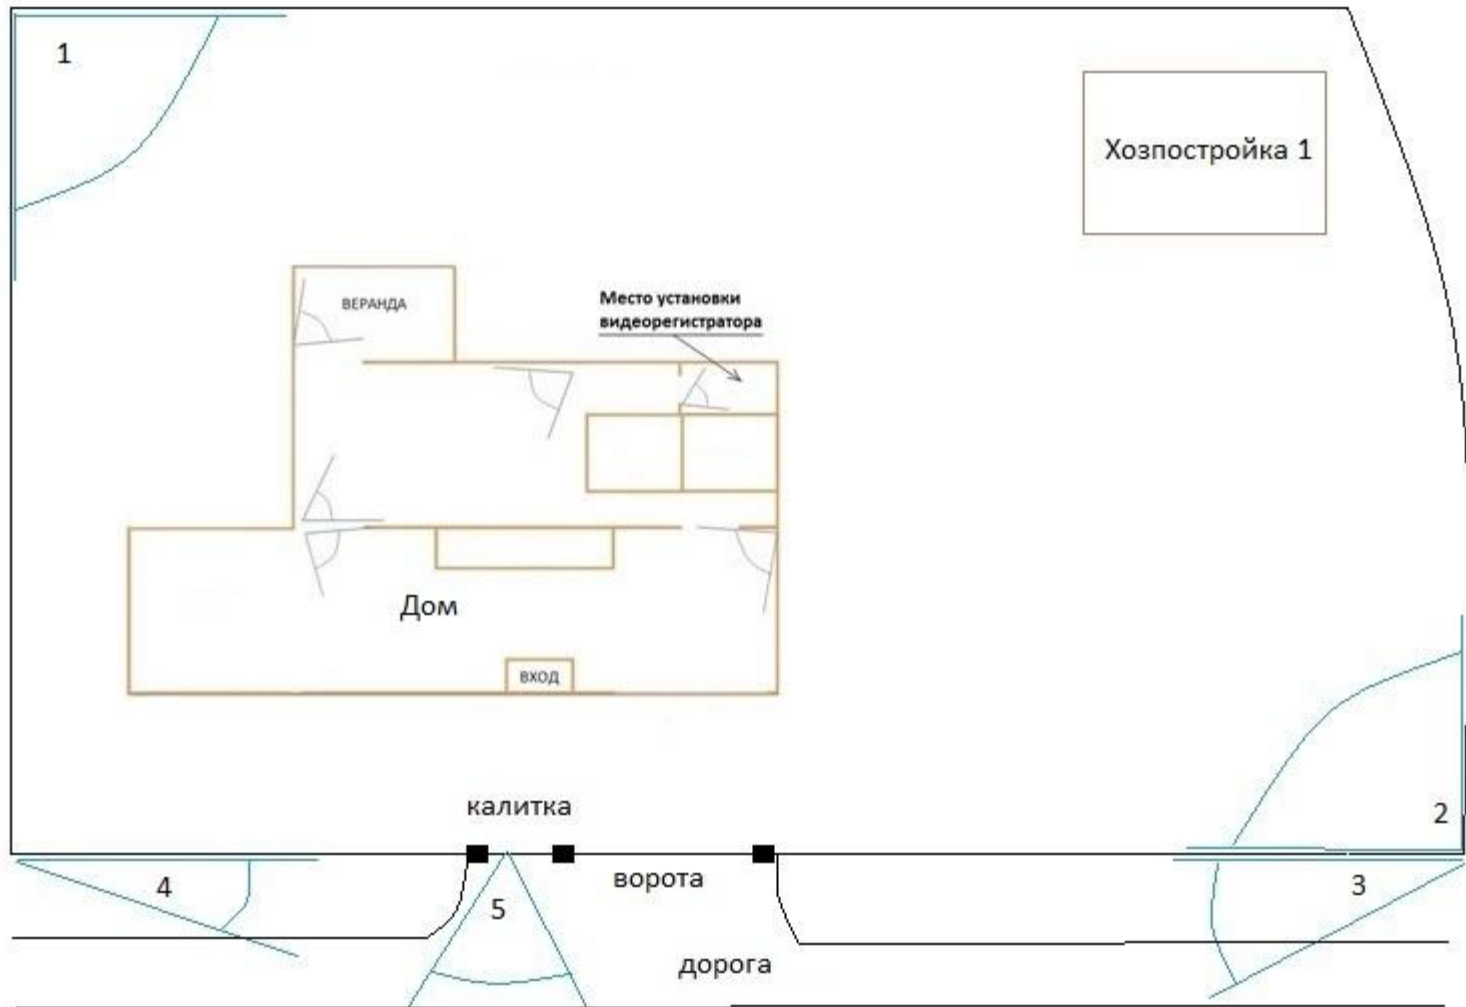 1
Хозпостройка 1
ВЕРАНДА
Место установки
видеорегистратора
Дом
ВХОД
2
калитка
ворота
4
3
5
дорога